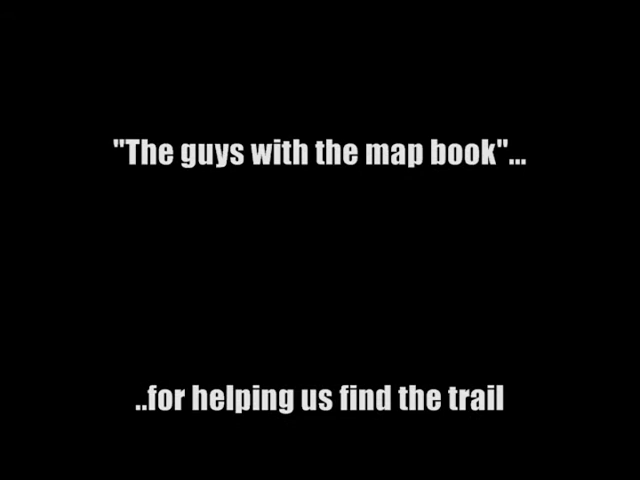 "The guys with the map book"...
..for helping us find the trail